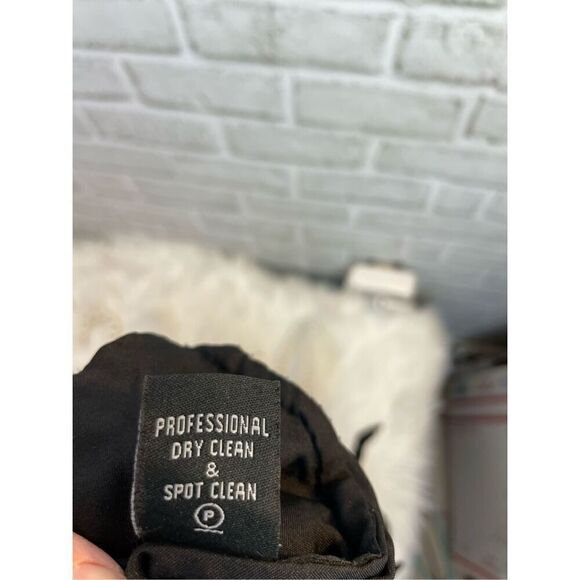 PROFESSIONAL
DRY CLEAN
&
SPOT CLEAN
P